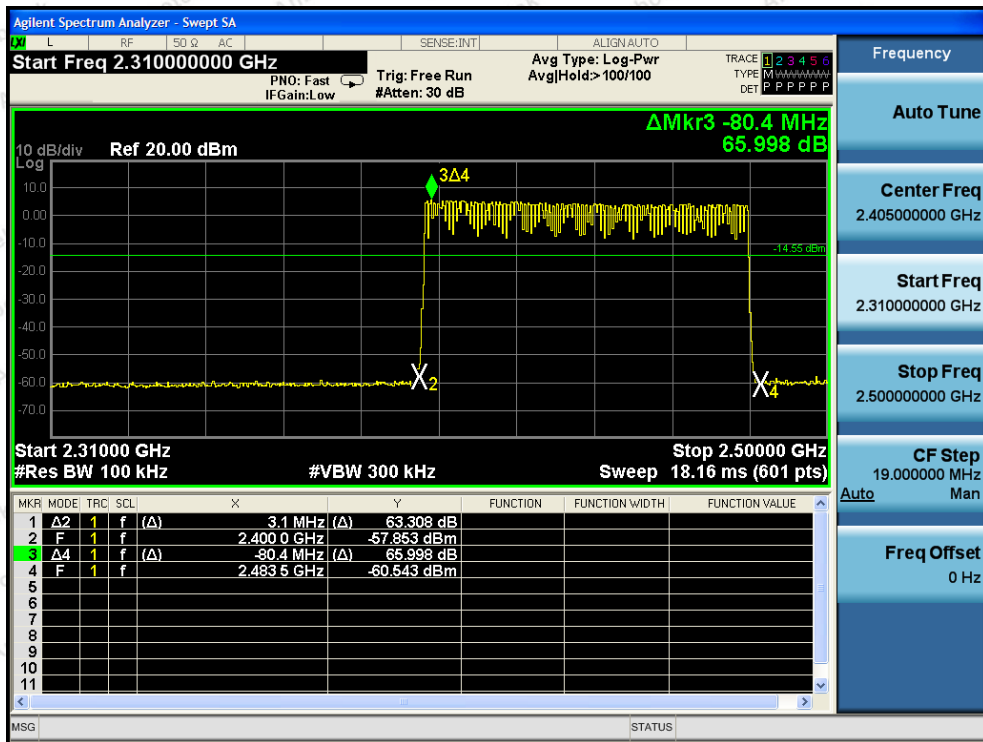 Agilent Spectrum Analyzer - Swept SA
LXI L RF 50 Ω AC SENSE:INT ALIGN AUTO
Start Freq 2.310000000 GHz
PNO: Fast
IFGain:Low
Trig: Free Run
#Atten: 30 dB
Avg Type: Log-Pwr
Avg|Hold:>100/100
TRACE 1 2 3 4 5 6
TYPE M WWWWW
DET P P P P P P
ΔMkr3 -80.4 MHz
65.998 dB
10 dB/div Ref 20.00 dBm
Log
10.0
0.00
-10.0
-20.0
-30.0
-40.0
-50.0
-60.0
-70.0
3Δ4
-14.55 dBm
2
4
Start 2.31000 GHz Stop 2.50000 GHz
#Res BW 100 kHz #VBW 300 kHz Sweep 18.16 ms (601 pts)
MKR MODE TRC SCL X Y FUNCTION FUNCTION WIDTH FUNCTION VALUE
1 Δ2 1 f (Δ) 3.1 MHz (Δ) 63.308 dB
2 F 1 f 2.400 0 GHz -57.853 dBm
3 Δ4 1 f (Δ) -80.4 MHz (Δ) 65.998 dB
4 F 1 f 2.483 5 GHz -60.543 dBm
5
6
7
8
9
10
11
MSG STATUS
Frequency
Auto Tune
Center Freq
2.405000000 GHz
Start Freq
2.310000000 GHz
Stop Freq
2.500000000 GHz
CF Step
19.000000 MHz
Auto Man
Freq Offset
0 Hz